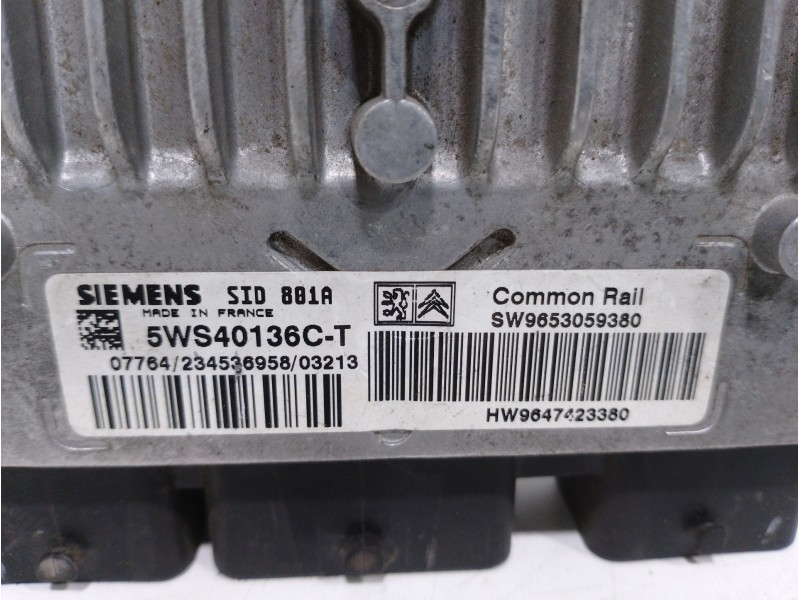 SIEMENS SID 801A
MADE IN FRANCE
5WS40136C-T
07764/234536958/03213
Common Rail
SW9653059380
HW9647423380